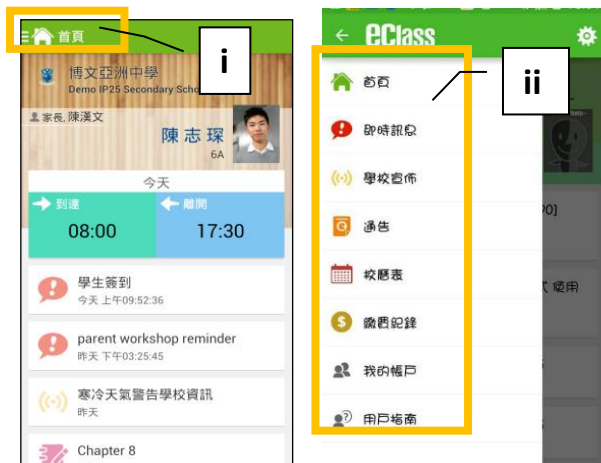 首頁
i
博文亞洲中學
Demo IP25 Secondary Scho
家長, 陳漢文
陳志琛
6A
今天
到達
離開
08:00
17:30
學生簽到
今天 上午09:52:36
parent workshop reminder
昨天 下午03:25:45
寒冷天氣警告學校資訊
昨天
Chapter 8
eClass
ii
首頁
即時訊息
學校宣佈
通告
校曆表
繳費記錄
我的帳戶
用戶指南
式 使用